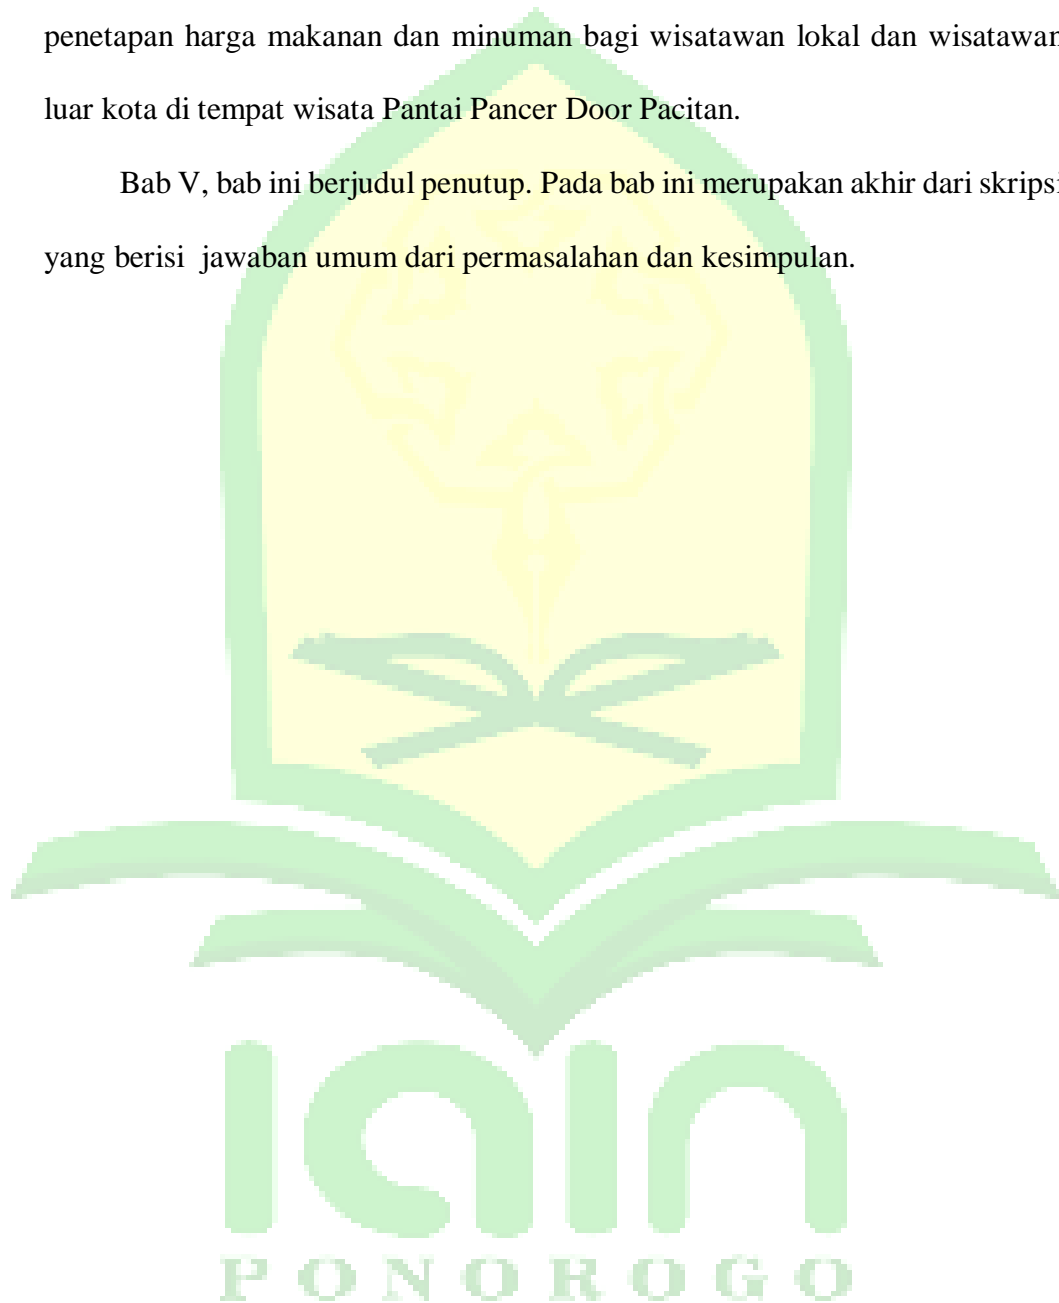 penetapan harga makanan dan minuman bagi wisatawan lokal dan wisatawan
luar kota di tempat wisata Pantai Pancer Door Pacitan.
Bab V, bab ini berjudul penutup. Pada bab ini merupakan akhir dari skripsi
yang berisi jawaban umum dari permasalahan dan kesimpulan.
iain
PONOROGO